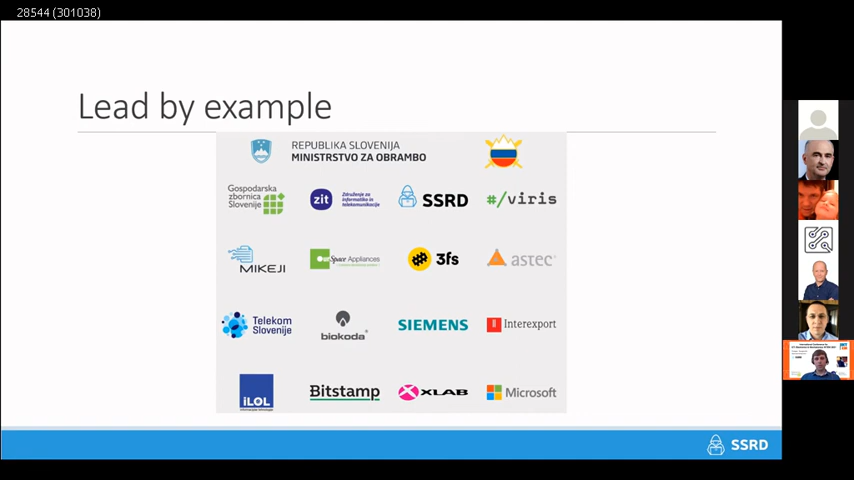 28544 (301038)
Lead by example
REPUBLIKA SLOVENIJA
MINISTRSTVO ZA OBRAMBO
Gospodarska
zbornica
Slovenije
zit
Združenje za
informatiko in
telekomunikacije
SSRD
#/viris
MIKEJI
Space Appliances
3fs
astec
Telekom
Slovenije
biokoda
SIEMENS
Interexport
iLOL
Bitstamp
XLAB
Microsoft
SSRD